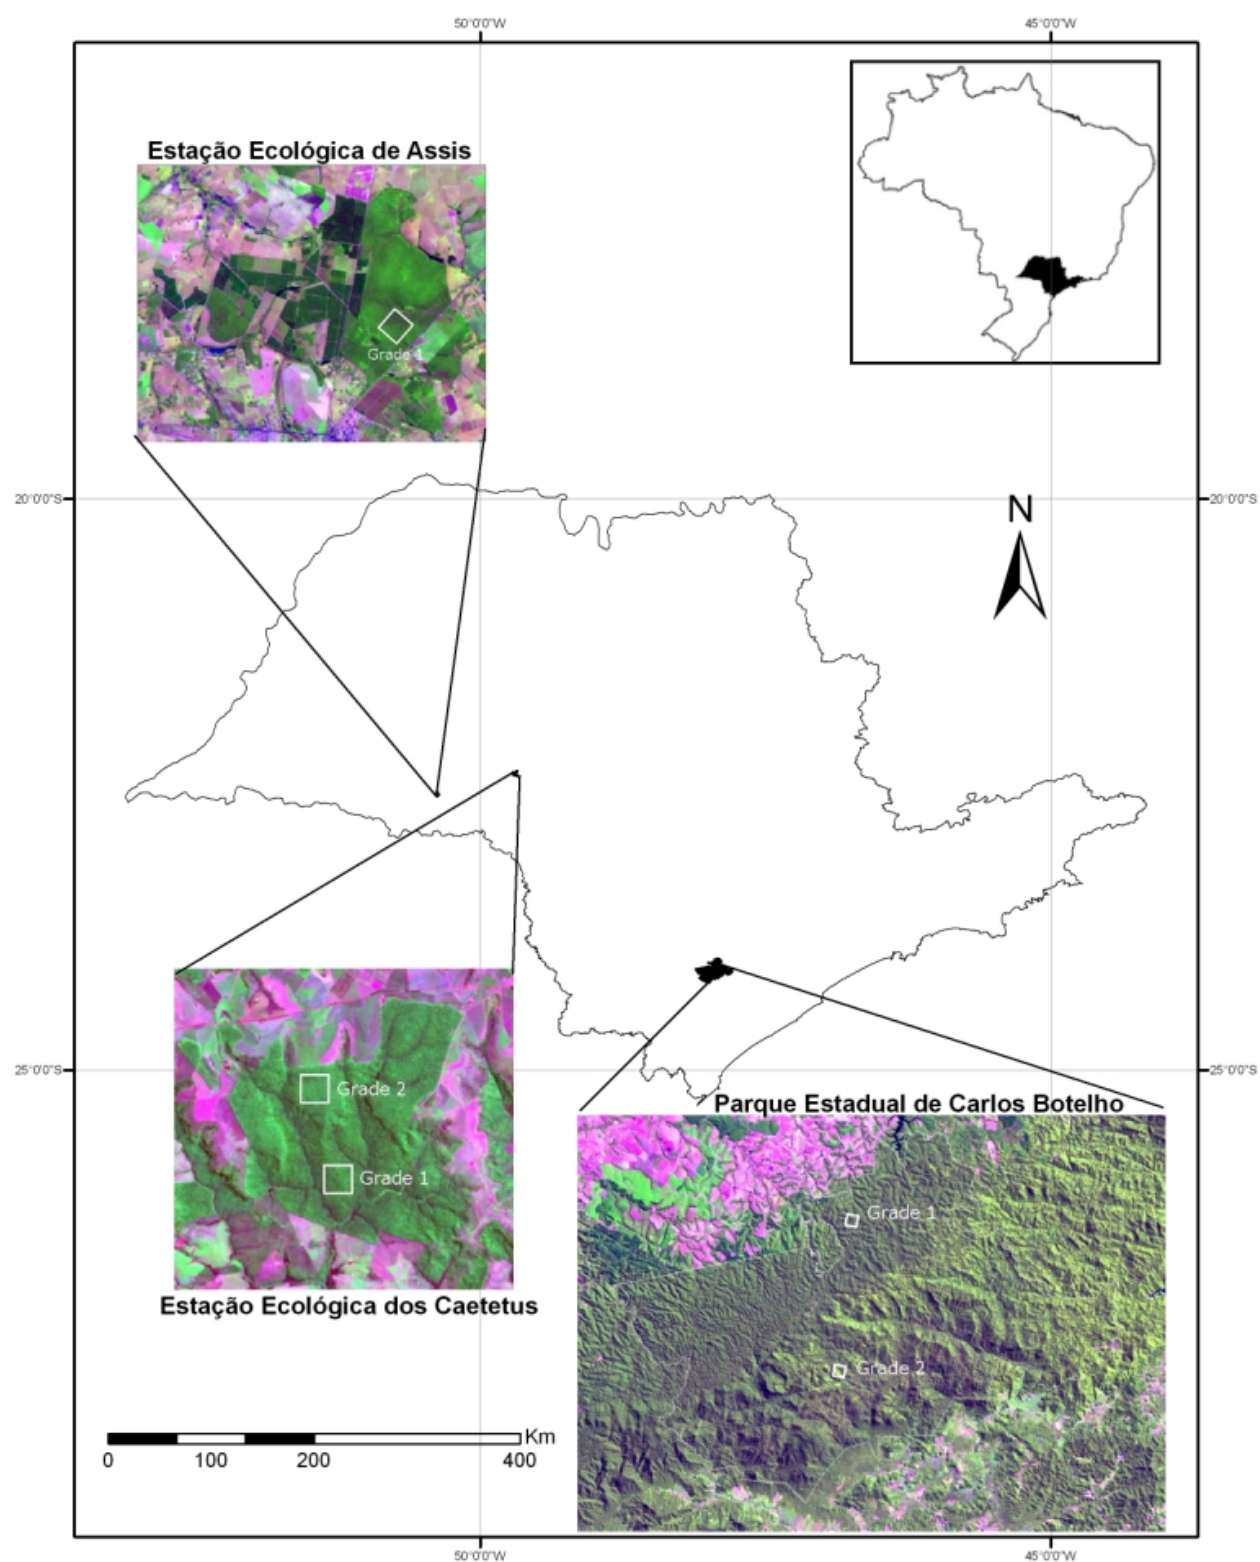 50°0'0"W
45°0'0"W
Estação Ecológica de Assis
Grade 1
20°0'0"S
20°0'0"S
N
25°0'0"S
25°0'0"S
Grade 2
Grade 1
Estação Ecológica dos Caetetus
Parque Estadual de Carlos Botelho
Grade 1
Grade 2
Km
0 100 200 400
50°0'0"W
45°0'0"W